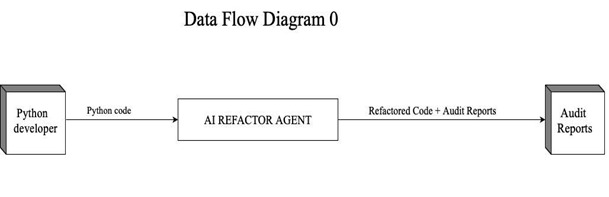 Data Flow Diagram 0
Python
developer
Python code
AI REFACTOR AGENT
Refactored Code + Audit Reports
Audit
Reports